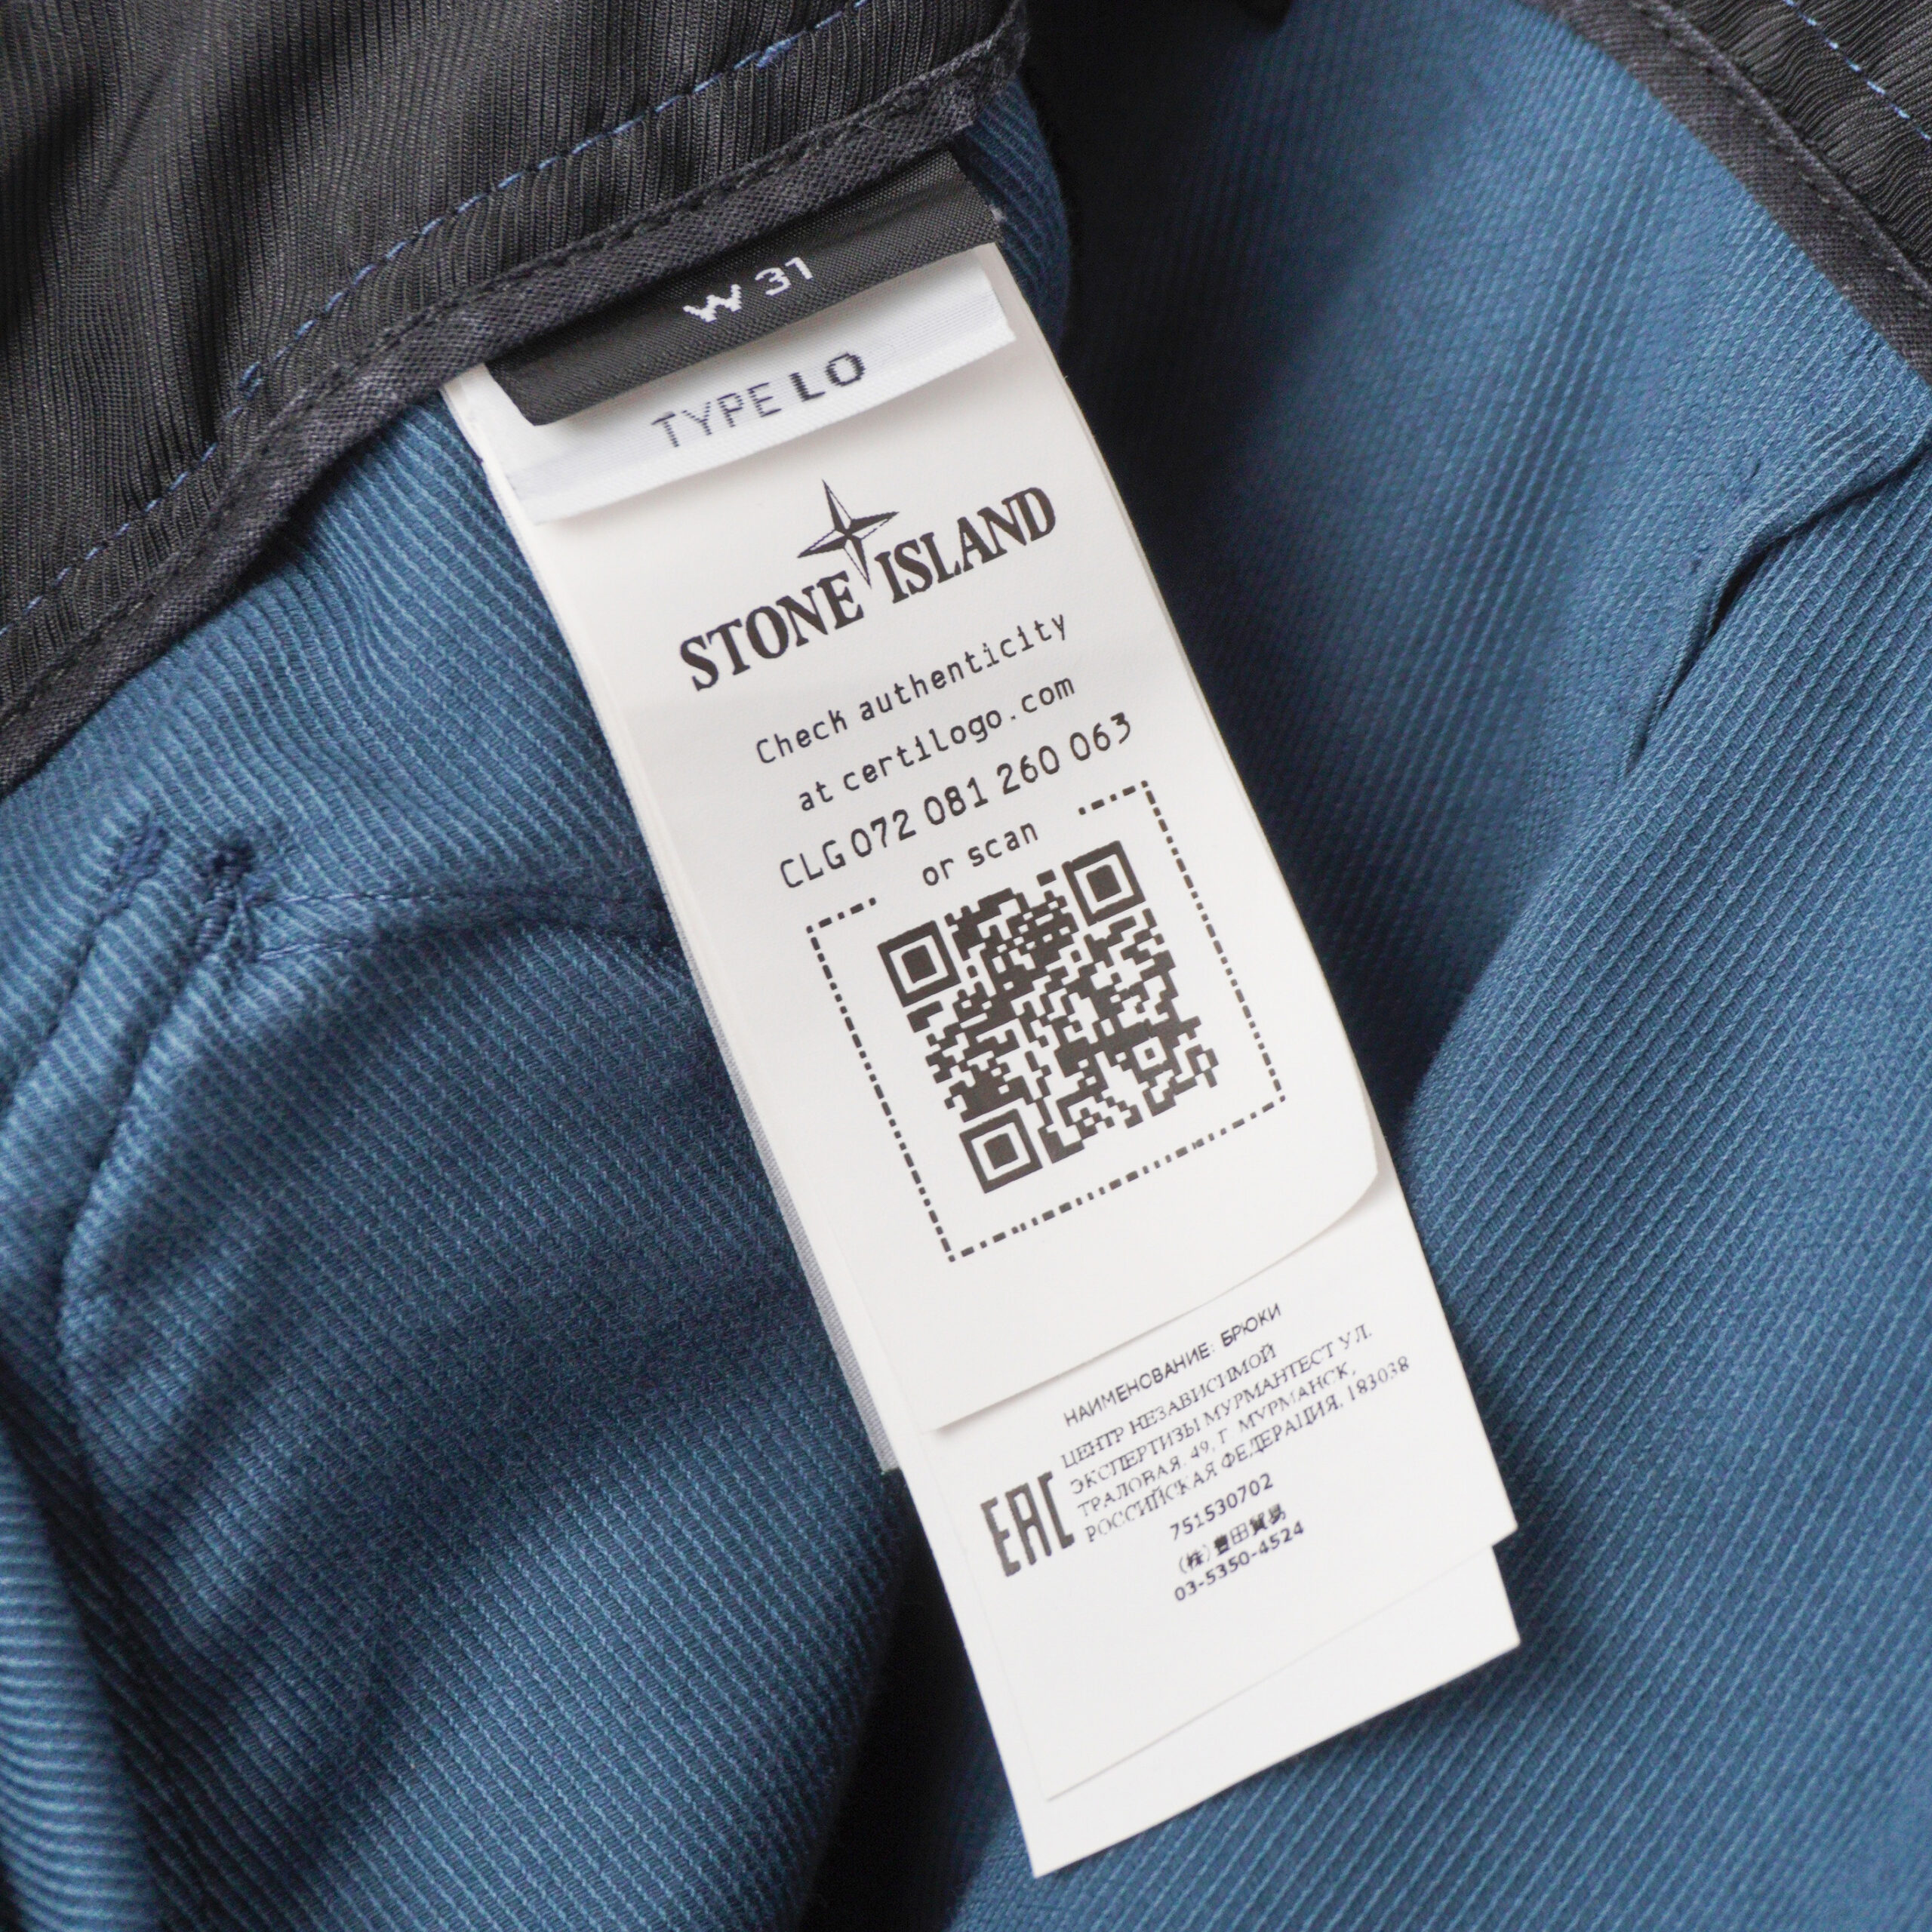 W 31
TYPE LO
STONE ISLAND
Check authenticity
at certilogo.com
CLG 072 081 260 063
or scan
НАИМЕНОВАНИЕ: БРЮКИ
ЦЕНТР НЕЗАВИСИМОЙ
ЭКСПЕРТИЗЫ МУРМАНТЕСТ УЛ.
ТРАЛОВАЯ, 49, Г. МУРМАНСК,
РОССИЙСКАЯ ФЕДЕРАЦИЯ, 183038
EAC
751530702
(株)豊田貿易
03-5350-4524